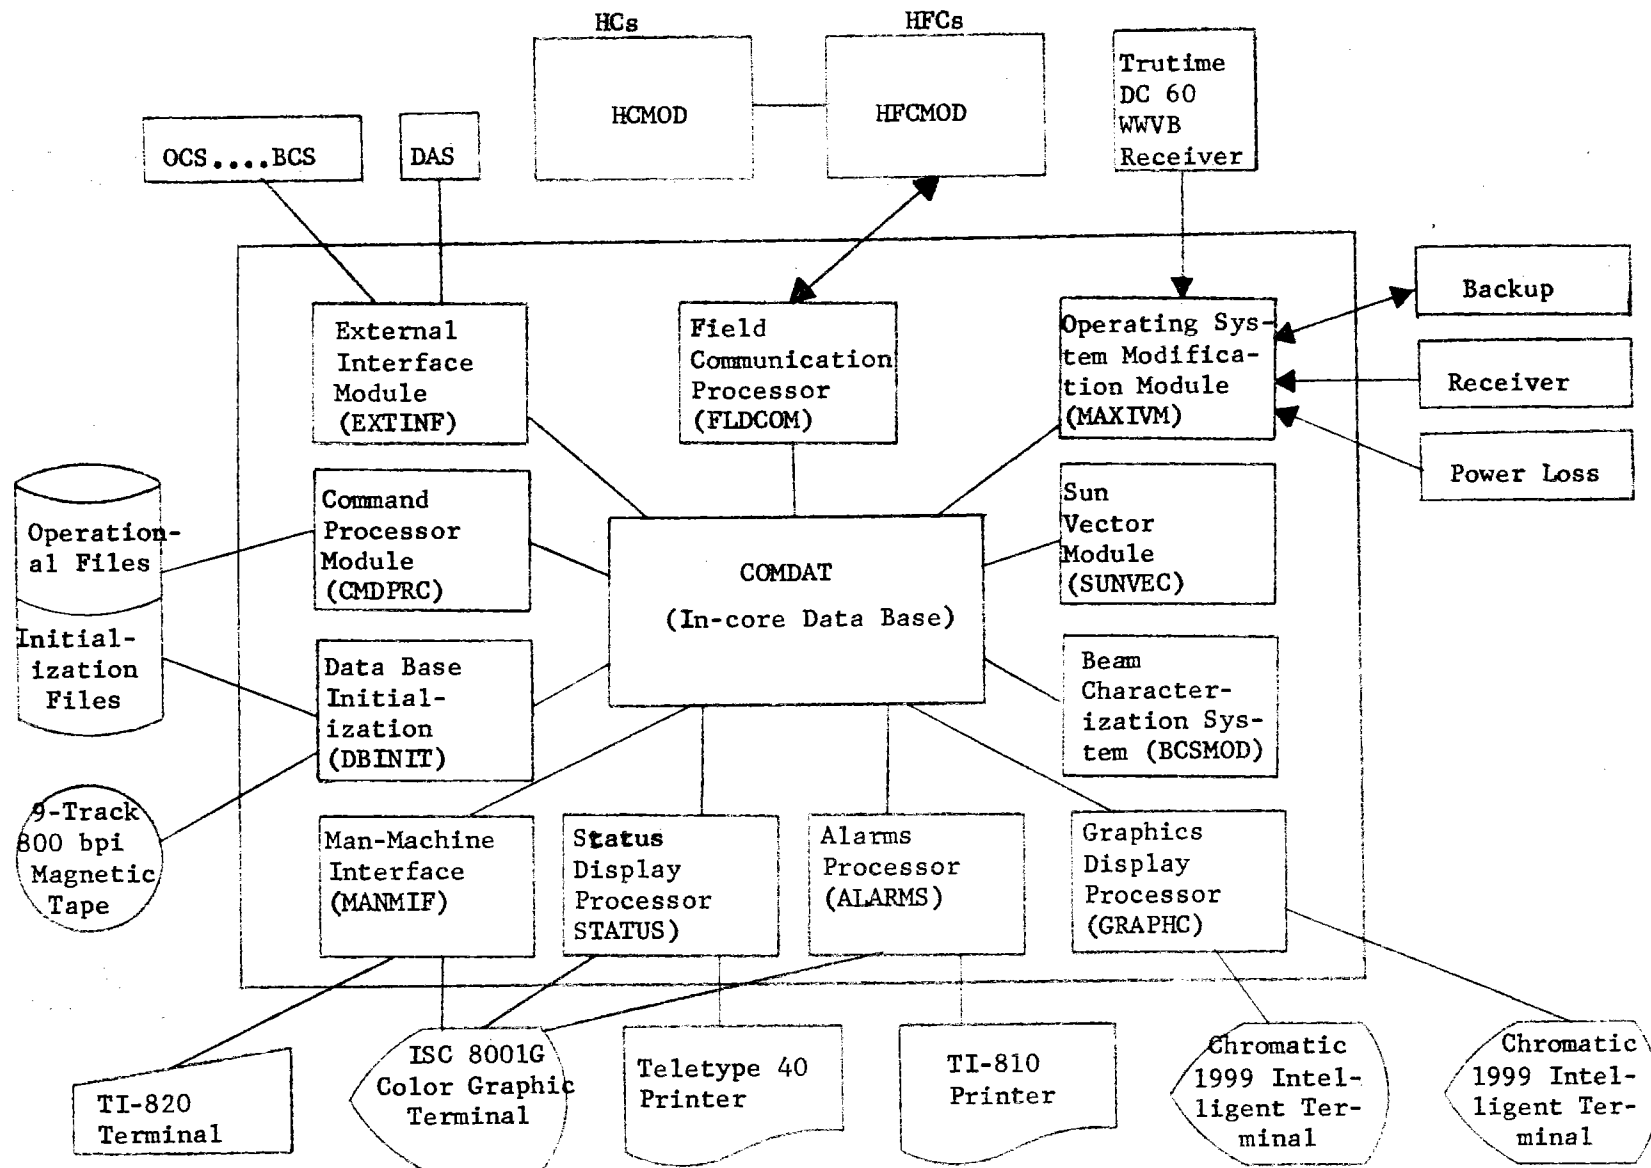 HCs
HFCs
HCMOD
HFCMOD
Trutime
DC 60
WWVB
Receiver
OCS....BCS
DAS
External
Interface
Module
(EXTINF)
Field
Communication
Processor
(FLDCOM)
Operating Sys-
tem Modifica-
tion Module
(MAXIVM)
Backup
Receiver
Power Loss
Operation-
al Files
Initial-
ization
Files
Command
Processor
Module
(CMDPRC)
COMDAT
(In-core Data Base)
Sun
Vector
Module
(SUNVEC)
Data Base
Initial-
ization
(DBINIT)
Beam
Character-
ization Sys-
tem (BCSMOD)
9-Track
800 bpi
Magnetic
Tape
Man-Machine
Interface
(MANMIF)
Status
Display
Processor
STATUS)
Alarms
Processor
(ALARMS)
Graphics
Display
Processor
(GRAPHC)
TI-820
Terminal
ISC 8001G
Color Graphic
Terminal
Teletype 40
Printer
TI-810
Printer
Chromatic
1999 Intel-
ligent Ter-
minal
Chromatic
1999 Intel-
ligent Ter-
minal